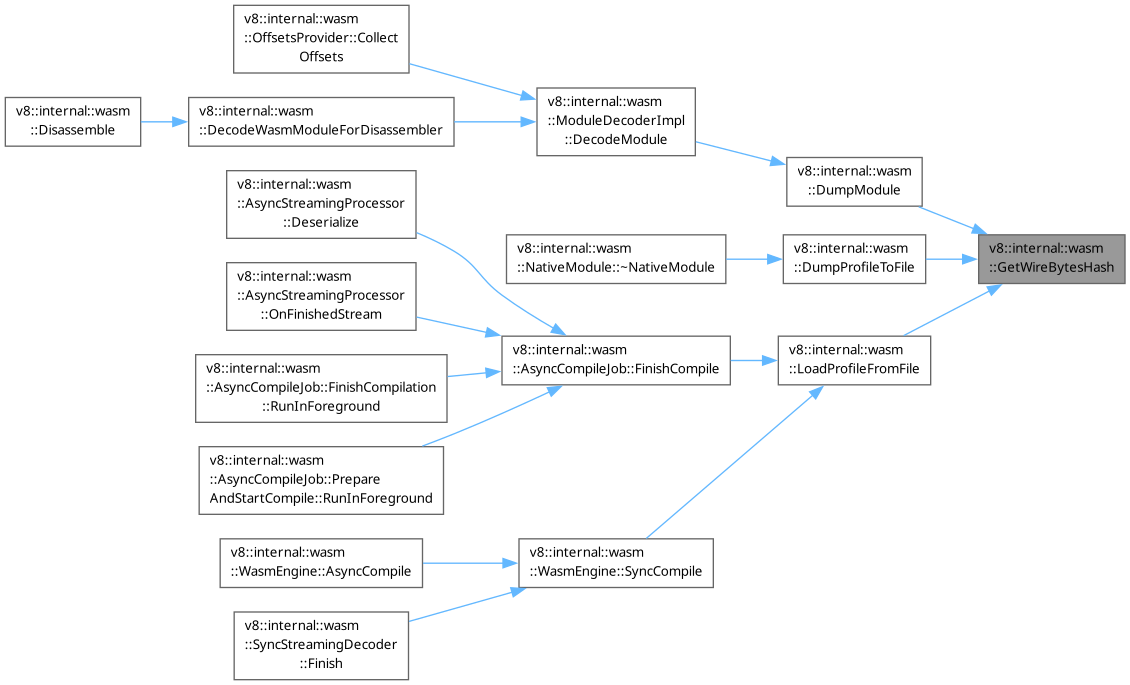 v8::internal::wasm
::OffsetsProvider::Collect
Offsets
v8::internal::wasm
::Disassemble
v8::internal::wasm
::DecodeWasmModuleForDisassembler
v8::internal::wasm
::ModuleDecoderImpl
::DecodeModule
v8::internal::wasm
::DumpModule
v8::internal::wasm
::AsyncStreamingProcessor
::Deserialize
v8::internal::wasm
::NativeModule::~NativeModule
v8::internal::wasm
::DumpProfileToFile
v8::internal::wasm
::GetWireBytesHash
v8::internal::wasm
::AsyncStreamingProcessor
::OnFinishedStream
v8::internal::wasm
::AsyncCompileJob::FinishCompile
v8::internal::wasm
::LoadProfileFromFile
v8::internal::wasm
::AsyncCompileJob::FinishCompilation
::RunInForeground
v8::internal::wasm
::AsyncCompileJob::Prepare
AndStartCompile::RunInForeground
v8::internal::wasm
::WasmEngine::AsyncCompile
v8::internal::wasm
::WasmEngine::SyncCompile
v8::internal::wasm
::SyncStreamingDecoder
::Finish